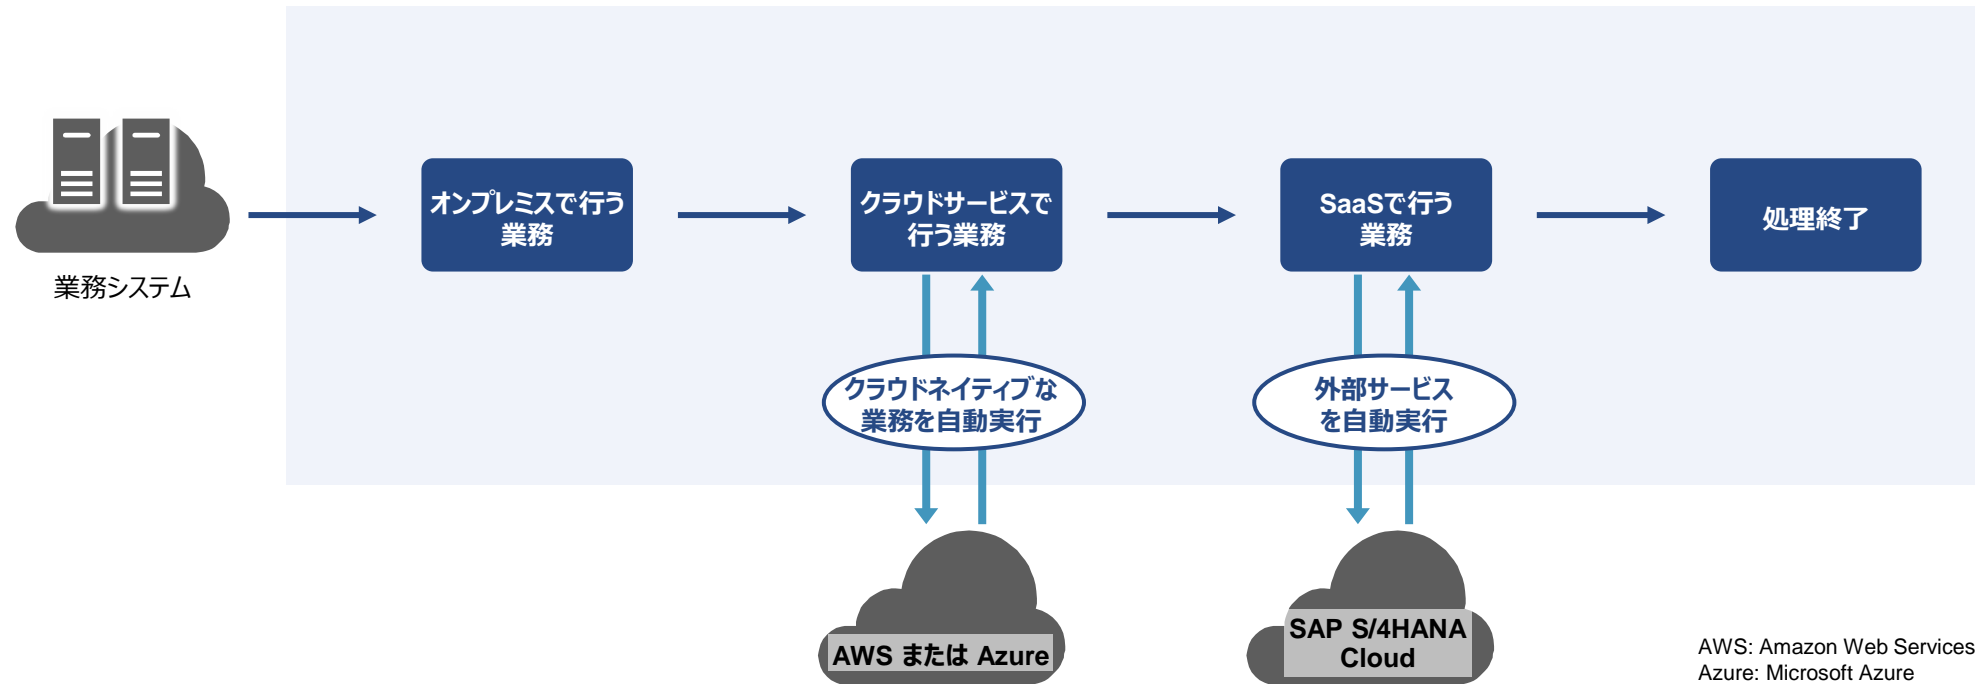 業務システム
オンプレミスで行う
業務
クラウドサービスで
行う業務
SaaSで行う
業務
処理終了
クラウドネイティブな
業務を自動実行
外部サービス
を自動実行
AWS または Azure
SAP S/4HANA
Cloud
AWS: Amazon Web Services
Azure: Microsoft Azure